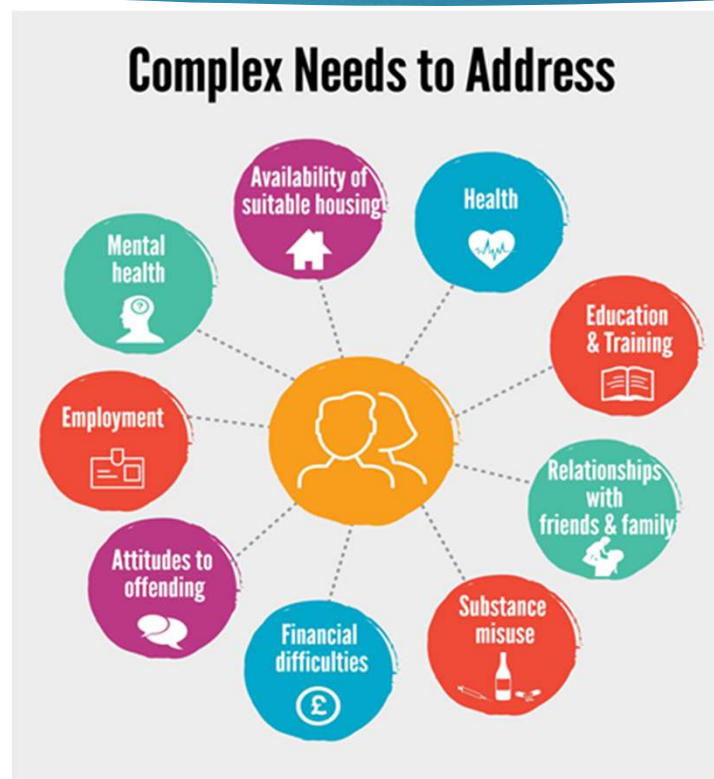 Complex Needs to Address
Availability of
suitable housing
Health
Mental
health
Education
& Training
Employment
Relationships
with
friends & family
Attitudes to
offending
Substance
misuse
Financial
difficulties
£
?